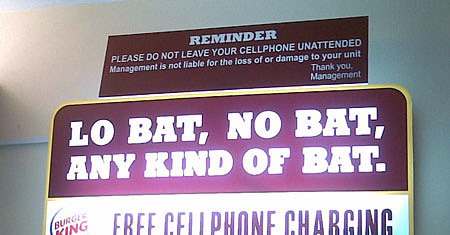 REMINDER
PLEASE DO NOT LEAVE YOUR CELLPHONE UNATTENDED
Management is not liable for the loss of or damage to your unit
Thank you,
Management
LO BAT, NO BAT,
ANY KIND OF BAT.
BURGER
KING
FREE CELLPHONE CHARGING